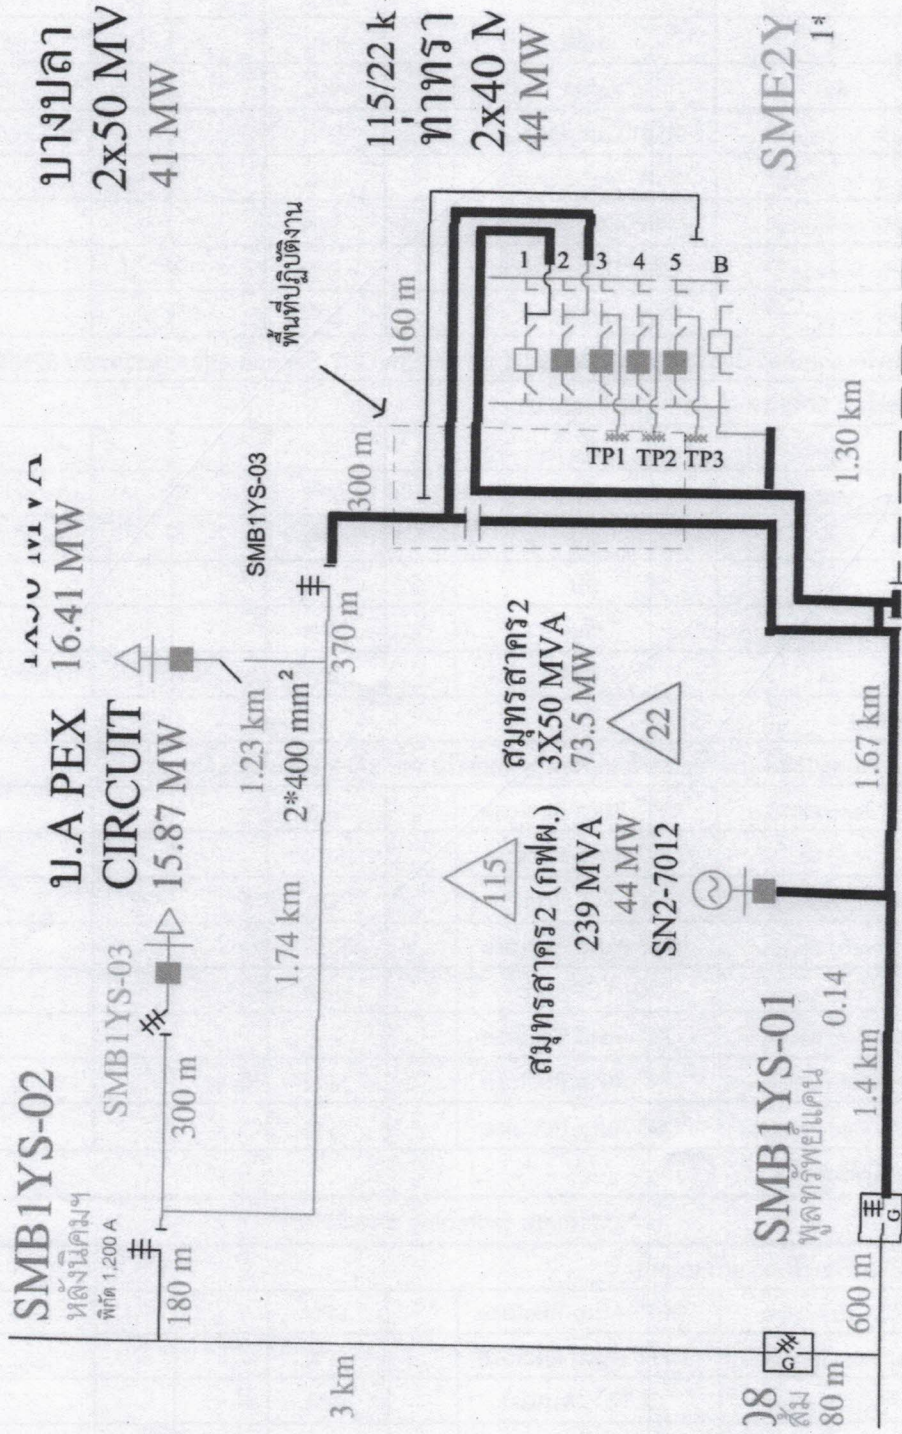 SMB1YS-02
หลังนิคมฯ
พิกัด 1,200 A
180 m
3 km
SMB1YS-03
300 m
บ.A PEX
CIRCUIT
15.87 MW
16.41 MW
1.23 km
2*400 mm²
1.74 km
370 m
SMB1YS-03
300 m
160 m
พื้นที่ปฏิบัติงาน
บางปลา
2x50 MV
41 MW
115/22 k
ท่าทรา
2x40 M
44 MW
1
2
3
4
5
B
TP1
TP2
TP3
SME2Y
1*
1.30 km
115
สมุทรสาคร2 (กฟผ.)
239 MVA
44 MW
SN2-7012
สมุทรสาคร2
3X50 MVA
73.5 MW
22
SMB1YS-01
พูลทรัพย์แคน
0.14
1.4 km
1.67 km
600 m
G
G
08
ส้ม
80 m